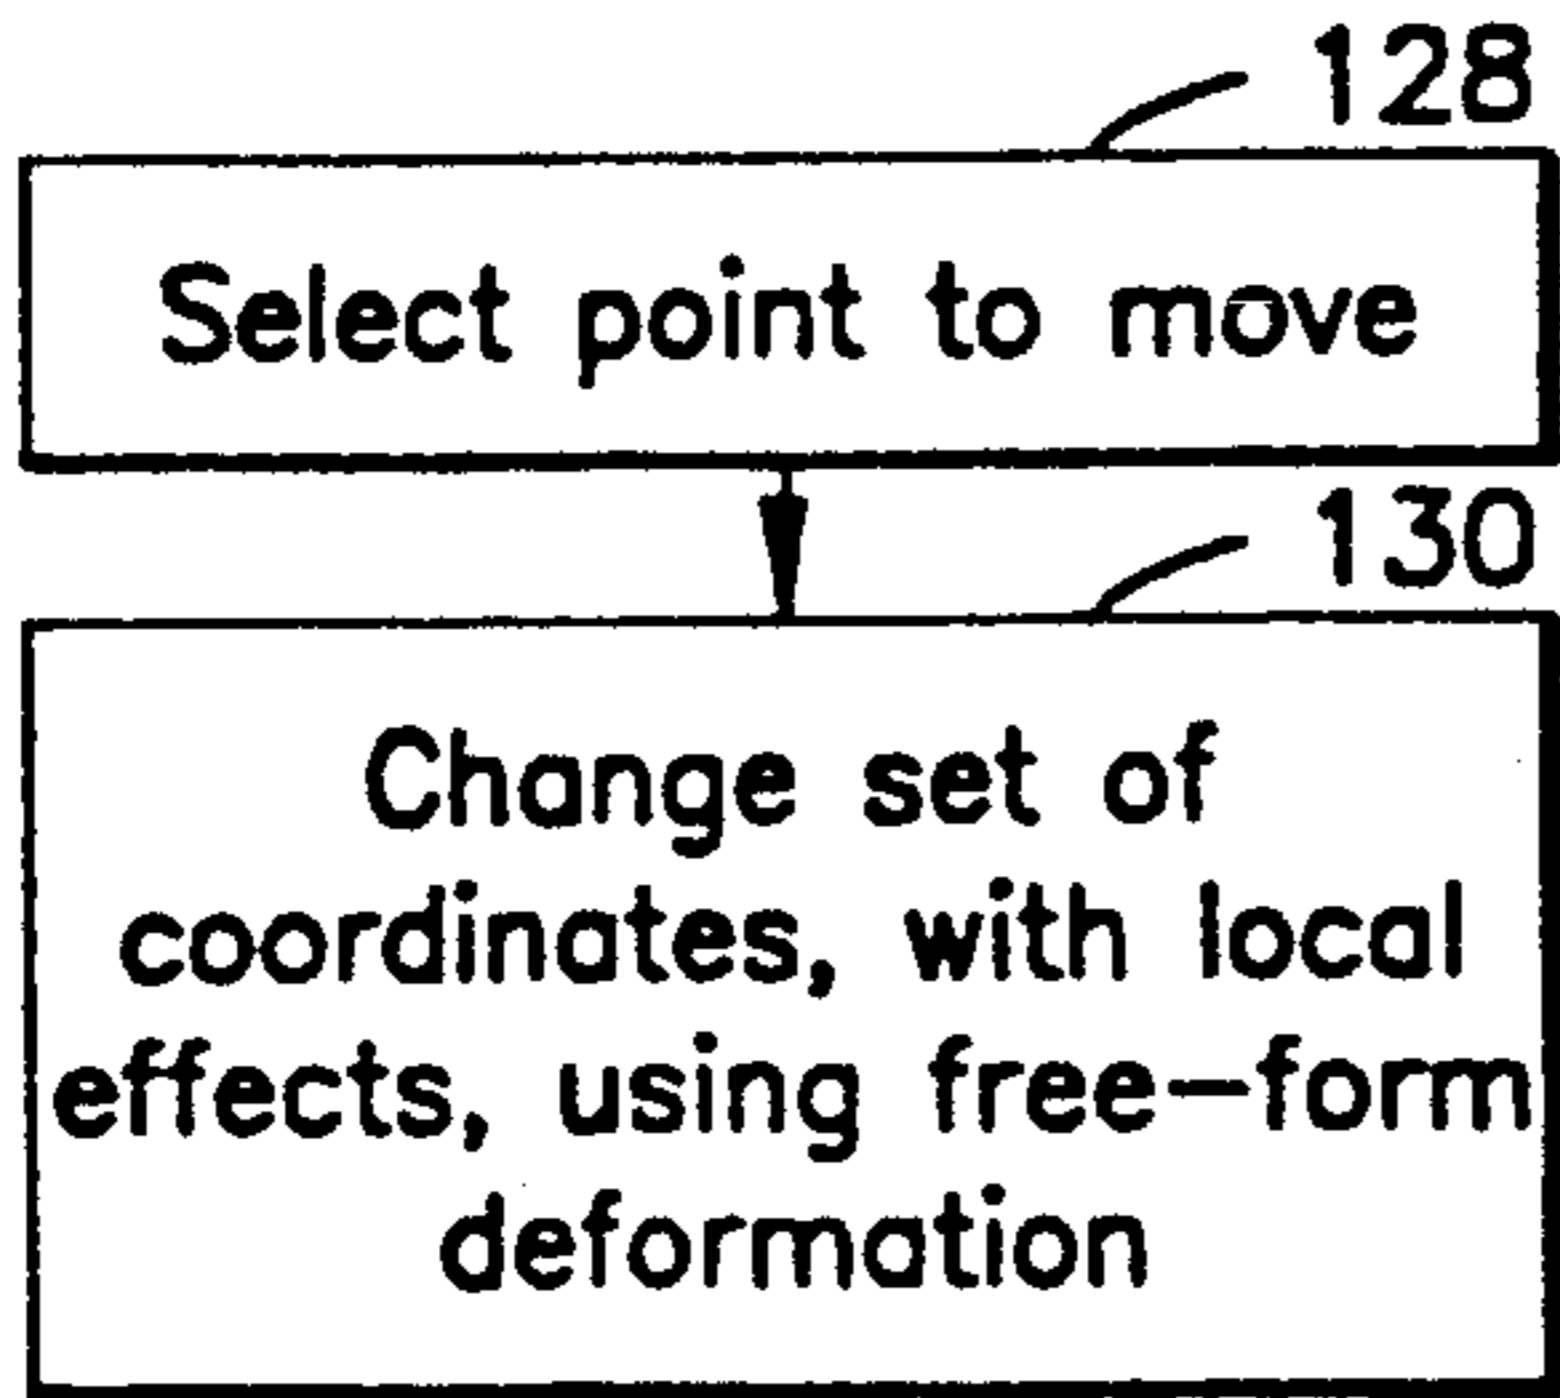 128
Select point to move
130
Change set of
coordinates, with local
effects, using free-form
deformation